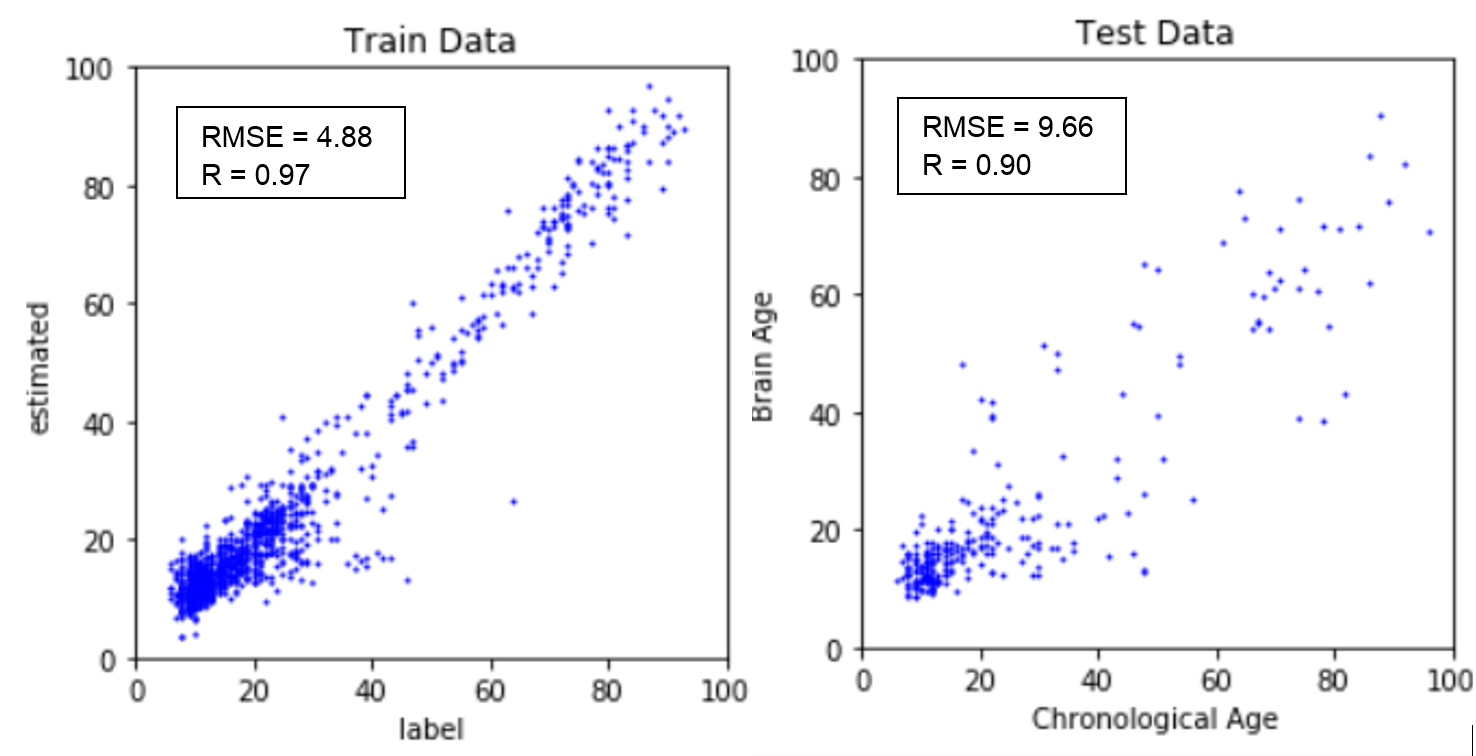 Train Data
100
80
60
40
20
0
RMSE = 4.88
R = 0.97
estimated
0 20 40 60 80 100
label
Test Data
100
80
60
40
20
0
RMSE = 9.66
R = 0.90
Brain Age
0 20 40 60 80 100
Chronological Age